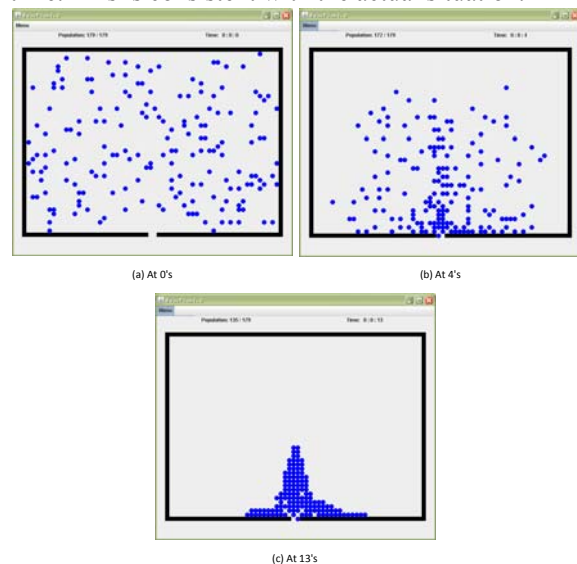 Menu
Population: 179 / 179 Time: 0 : 0 : 0
Menu
Population: 172 / 179 Time: 0 : 0 : 4
(a) At 0's
(b) At 4's
Menu
Population: 135 / 179 Time: 0 : 0 : 13
(c) At 13's